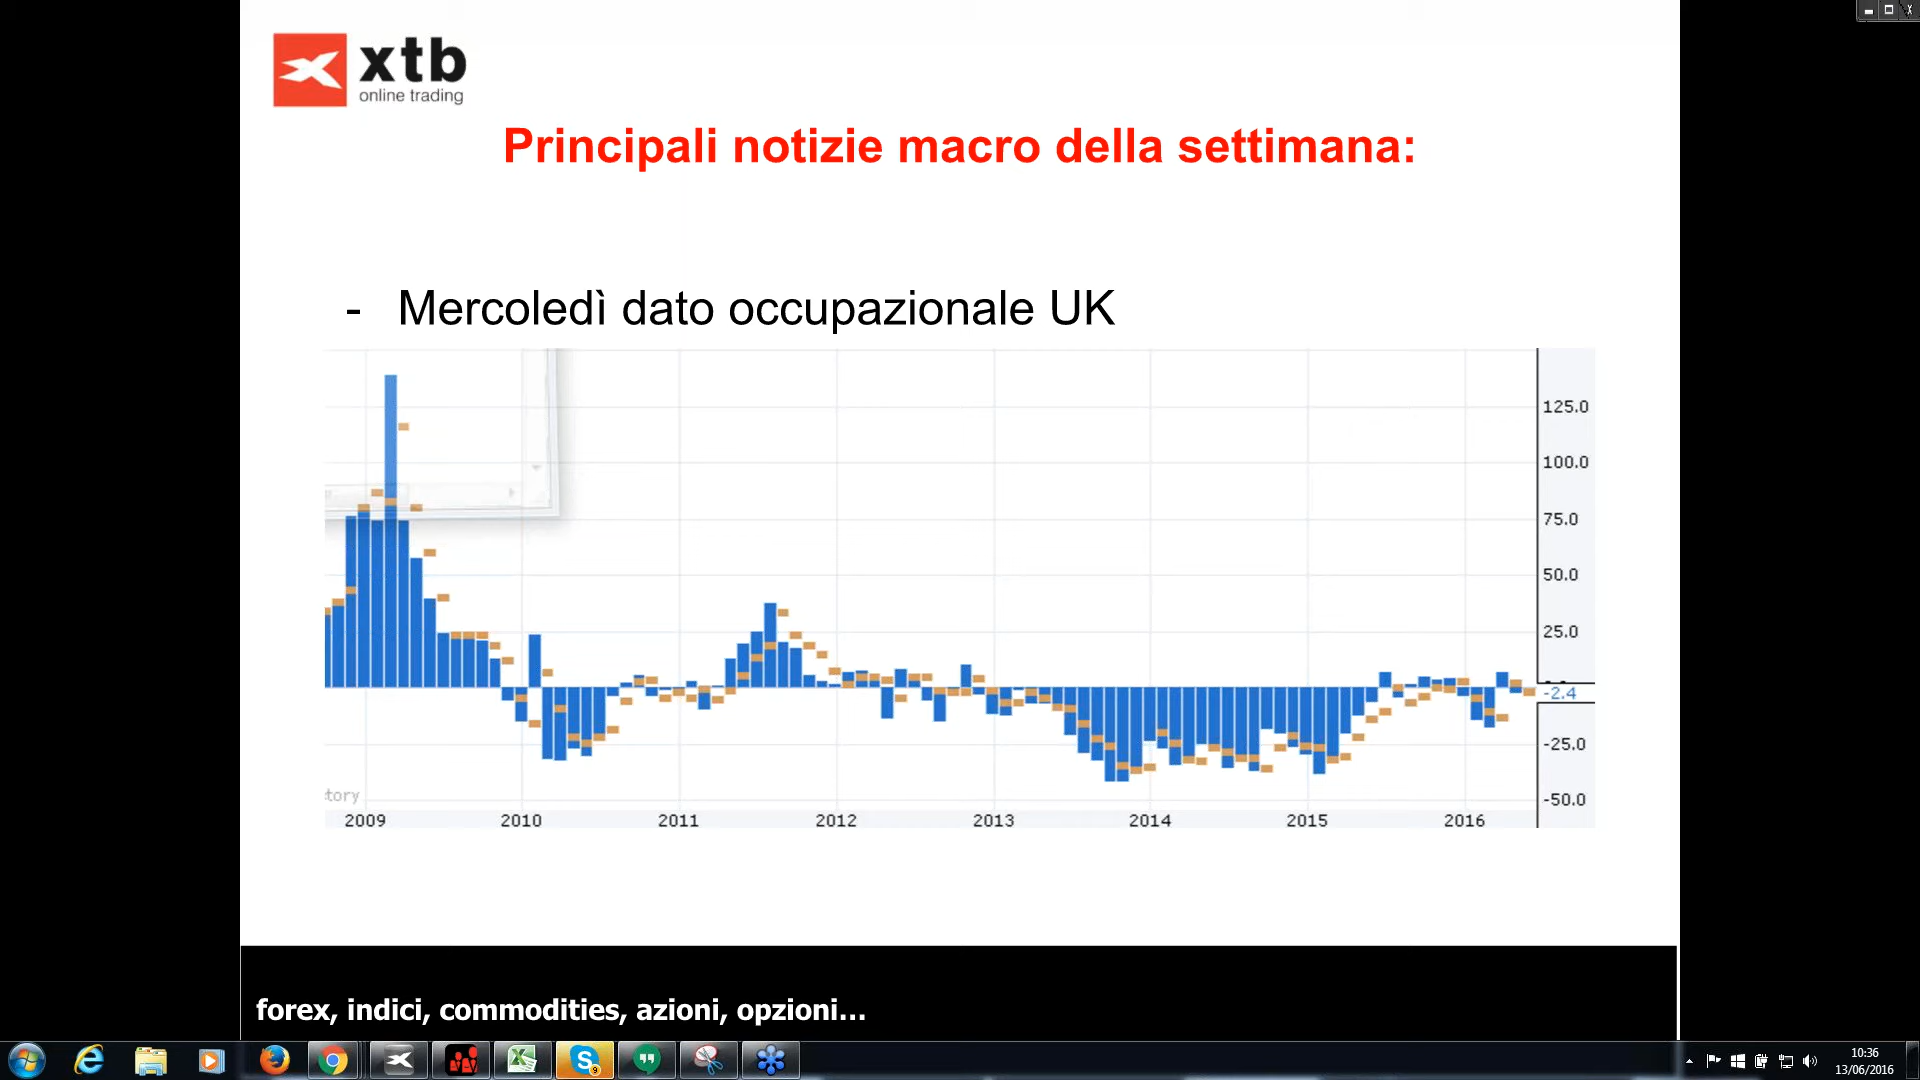 xtb
online trading
Principali notizie macro della settimana:
- Mercoledì dato occupazionale UK
125.0
100.0
75.0
50.0
25.0
-2.4
-25.0
-50.0
tory
2009 2010 2011 2012 2013 2014 2015 2016
forex, indici, commodities, azioni, opzioni...
10:36
13/06/2016